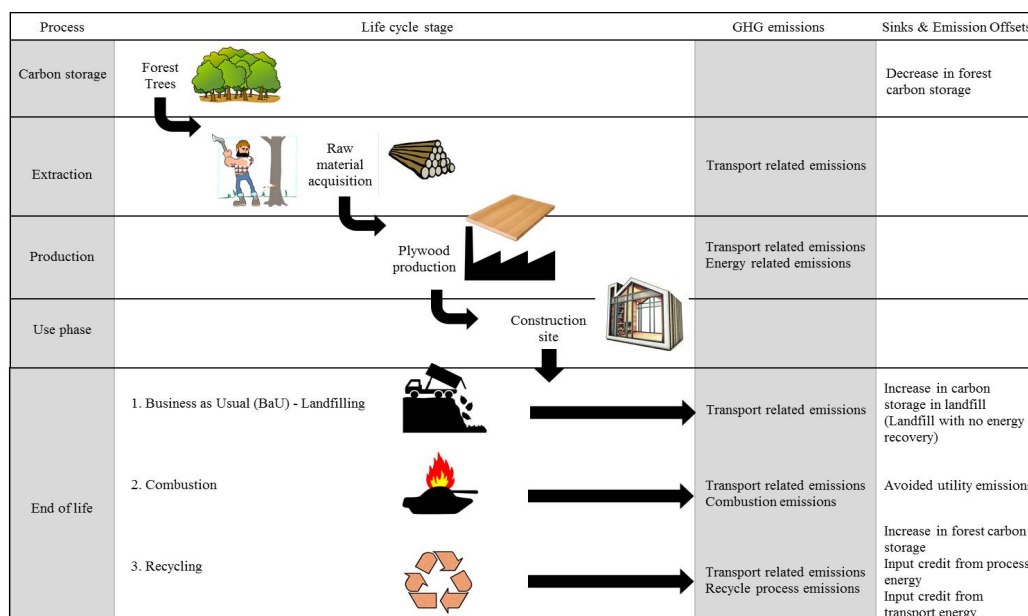 Process Life cycle stage GHG emissions Sinks & Emission Offsets
Carbon storage
Forest
Trees
Decrease in forest
carbon storage
Extraction
Raw
material
acquisition
Transport related emissions
Production
Plywood
production
Transport related emissions
Energy related emissions
Use phase
Construction
site
End of life
1. Business as Usual (BaU) - Landfilling
Transport related emissions
Increase in carbon
storage in landfill
(Landfill with no energy
recovery)
2. Combustion
Transport related emissions
Combustion emissions
Avoided utility emissions
3. Recycling
Transport related emissions
Recycle process emissions
Increase in forest carbon
storage
Input credit from process
energy
Input credit from
transport energy